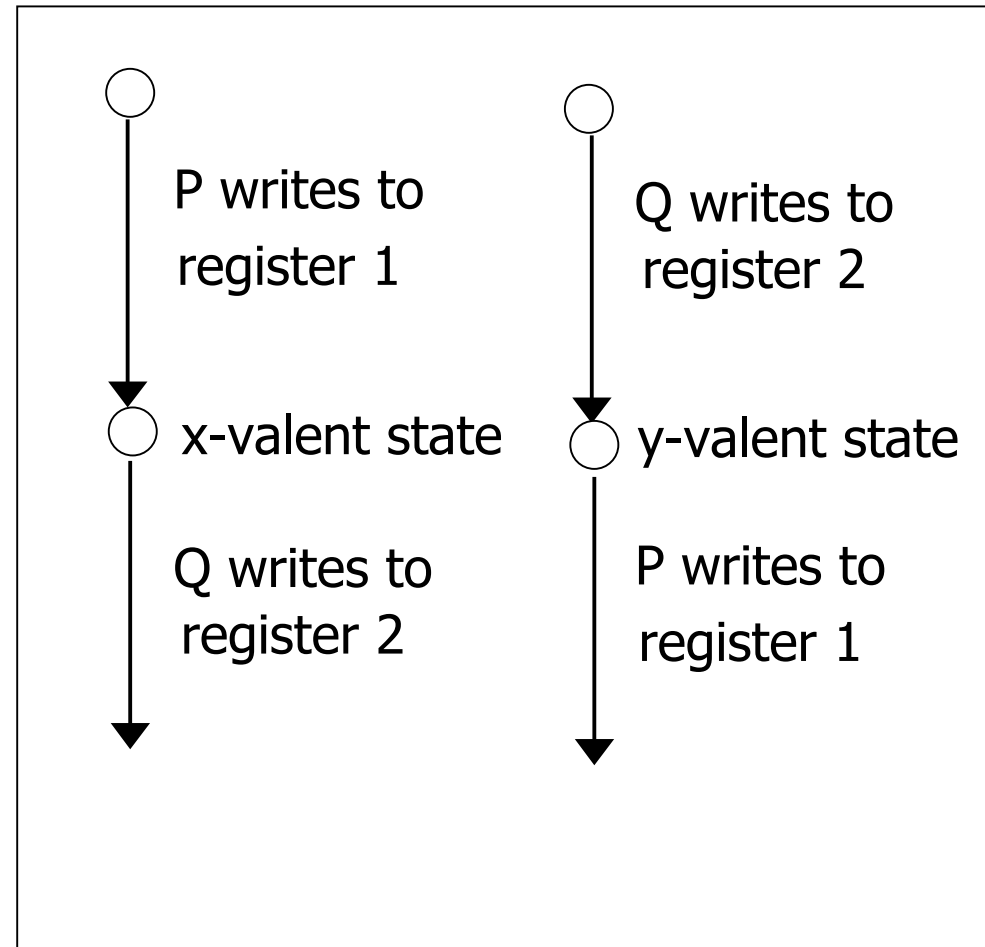 P writes to
register 1
x-valent state
Q writes to
register 2
Q writes to
register 2
y-valent state
P writes to
register 1